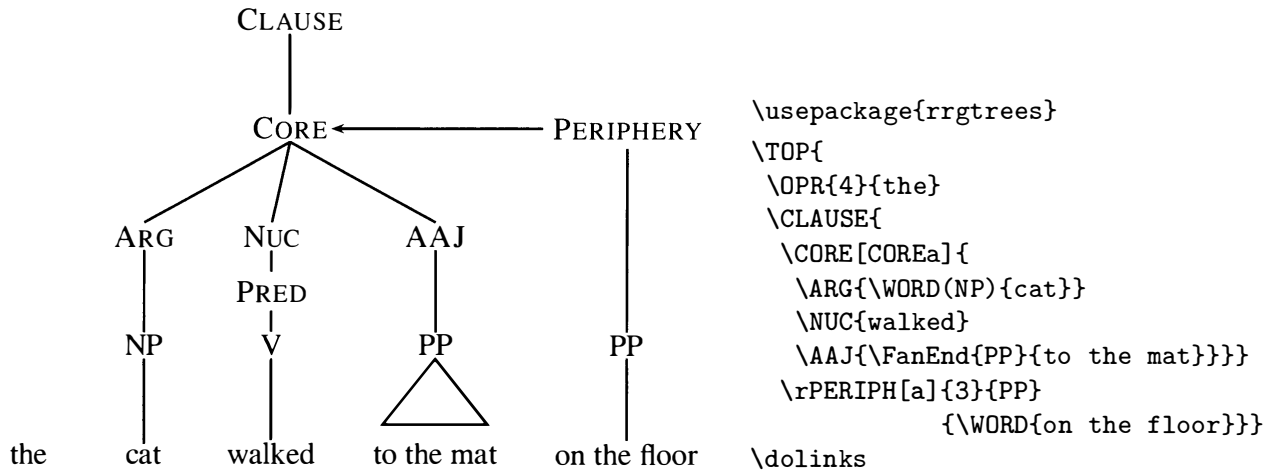 CLAUSE
CORE PERIPHERY
ARG NUC AAJ
PRED
NP V PP PP
the cat walked to the mat on the floor
\usepackage{rrgtrees}
\TOP{
\OPR{4}{the}
\CLAUSE{
\CORE[COREa]{
\ARG{\WORD(NP){cat}}
\NUC{walked}
\AAJ{\FanEnd{PP}{to the mat}}}}
\rPERIPH[a]{3}{PP}
{\WORD{on the floor}}}
\dolinks